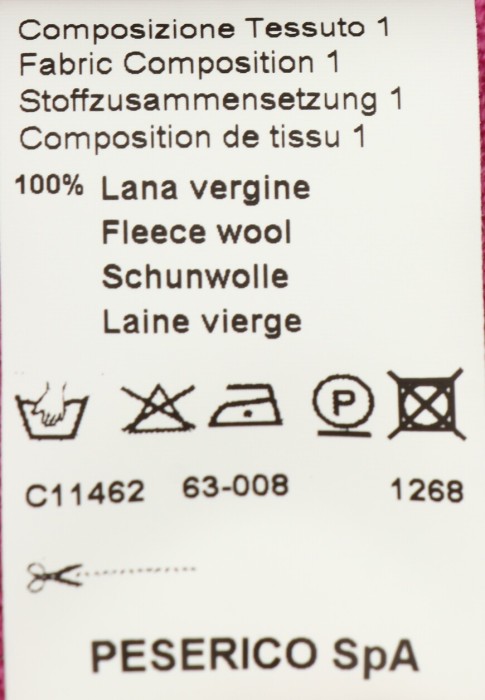 Composizione Tessuto 1
Fabric Composition 1
Stoffzusammensetzung 1
Composition de tissu 1
100% Lana vergine
Fleece wool
Schunwolle
Laine vierge
P
C11462 63-008 1268
PESERICO SpA